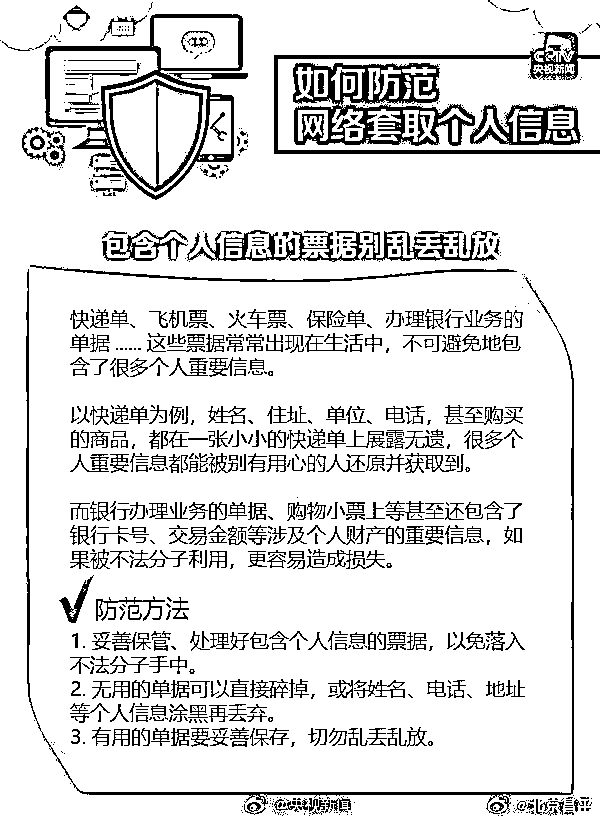 CCTV
央视新闻
如何防范
网络套取个人信息
包含个人信息的票据别乱丢乱放
快递单、飞机票、火车票、保险单、办理银行业务的
单据 ...... 这些票据常常出现在生活中，不可避免地包
含了很多个人重要信息。
以快递单为例，姓名、住址、单位、电话，甚至购买
的商品，都在一张小小的快递单上展露无遗，很多个
人重要信息都能被别有用心的人还原并获取到。
而银行办理业务的单据、购物小票上等甚至还包含了
银行卡号、交易金额等涉及个人财产的重要信息，如
果被不法分子利用，更容易造成损失。
防范方法
1. 妥善保管、处理好包含个人信息的票据，以免落入
不法分子手中。
2. 无用的单据可以直接碎掉，或将姓名、电话、地址
等个人信息涂黑再丢弃。
3. 有用的单据要妥善保存，切勿乱丢乱放。
@央视新闻
@北京昌平